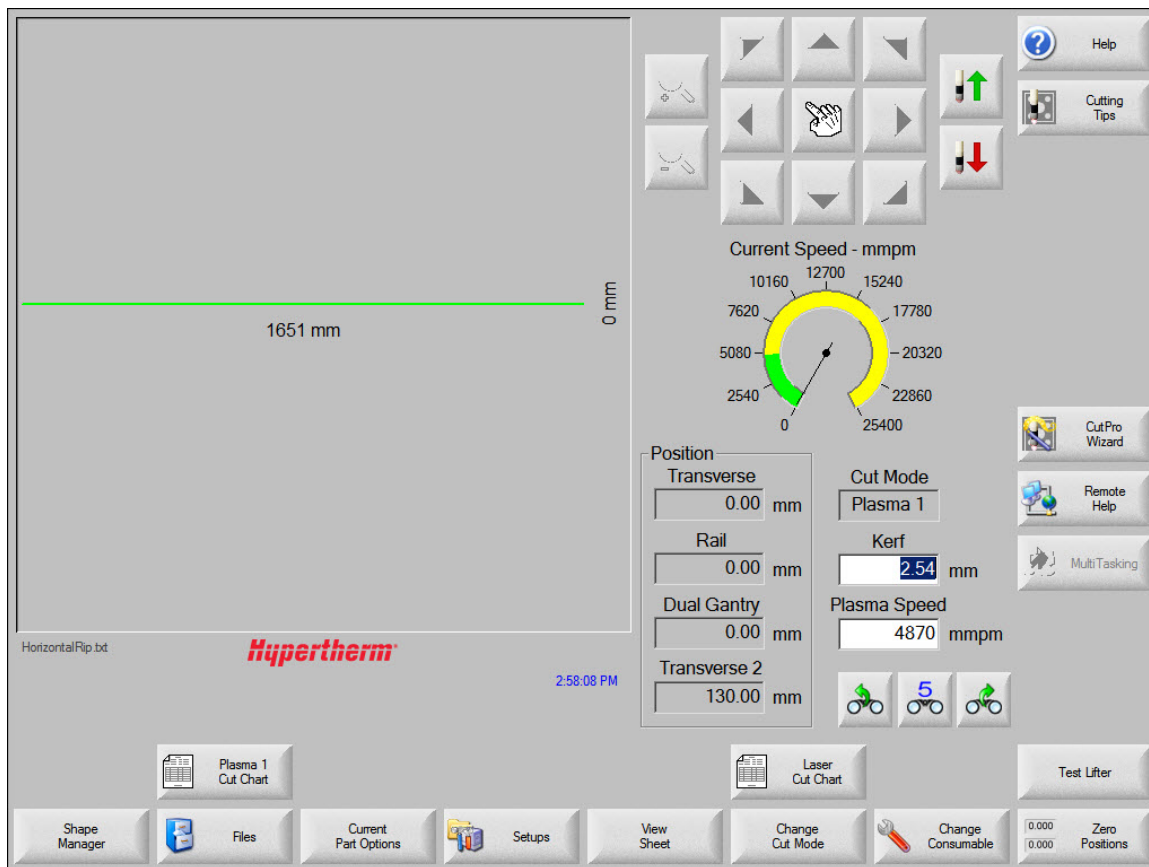 Help
Cutting
Tips
Current Speed - mmpm
12700
10160
15240
7620
17780
5080
20320
2540
22860
0
25400
1651 mm
0 mm
CutPro
Wizard
Position
Transverse
0.00 mm
Cut Mode
Plasma 1
Remote
Help
Rail
0.00 mm
Kerf
2.54 mm
MultiTasking
Dual Gantry
0.00 mm
Plasma Speed
4870 mmpm
HorizontalRip.txt
Hypertherm
2:58:08 PM
Transverse 2
130.00 mm
5
Plasma 1
Cut Chart
Laser
Cut Chart
Test Lifter
Shape
Manager
Files
Current
Part Options
Setups
View
Sheet
Change
Cut Mode
Change
Consumable
0.000
0.000
Zero
Positions